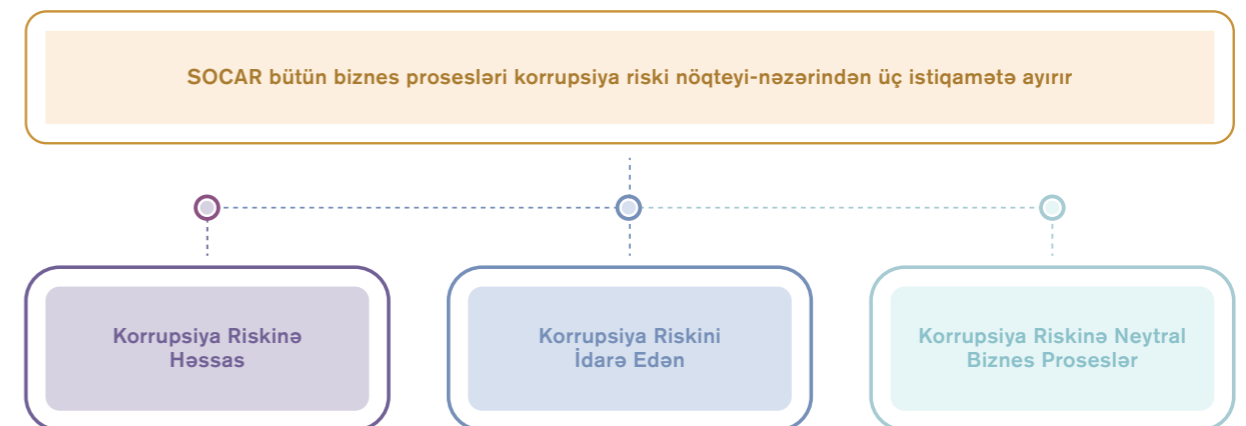 SOCAR bütün biznes prosesləri korrupsiya riski nöqteyi-nəzərindən üç istiqamətə ayırır
Korrupsiya Riskinə
Həssas
Korrupsiya Riskini
İdarə Edən
Korrupsiya Riskinə Neytral
Biznes Proseslər